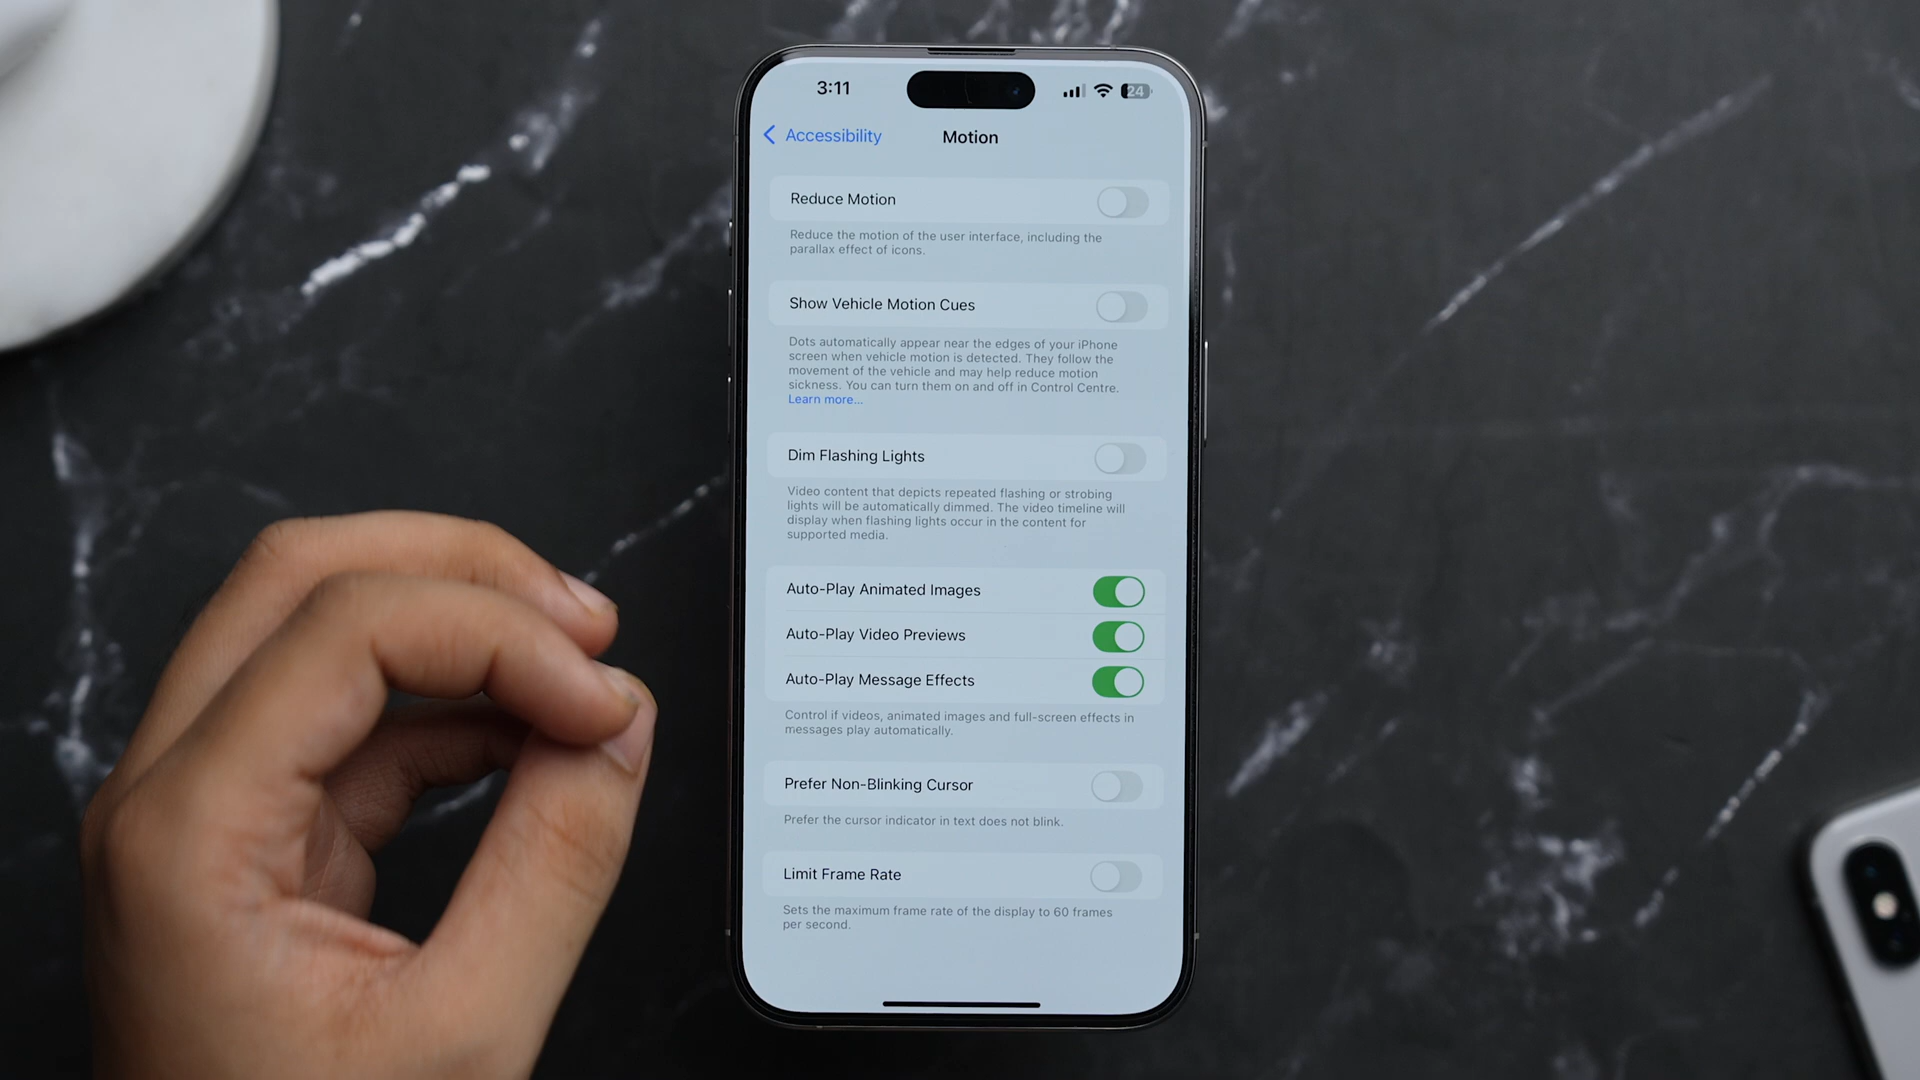 3:11
24
Accessibility
Motion
Reduce Motion
Reduce the motion of the user interface, including the
parallax effect of icons.
Show Vehicle Motion Cues
Dots automatically appear near the edges of your iPhone
screen when vehicle motion is detected. They follow the
movement of the vehicle and may help reduce motion
sickness. You can turn them on and off in Control Centre.
Learn more...
Dim Flashing Lights
Video content that depicts repeated flashing or strobing
lights will be automatically dimmed. The video timeline will
display when flashing lights occur in the content for
supported media.
Auto-Play Animated Images
Auto-Play Video Previews
Auto-Play Message Effects
Control if videos, animated images and full-screen effects in
messages play automatically.
Prefer Non-Blinking Cursor
Prefer the cursor indicator in text does not blink.
Limit Frame Rate
Sets the maximum frame rate of the display to 60 frames
per second.